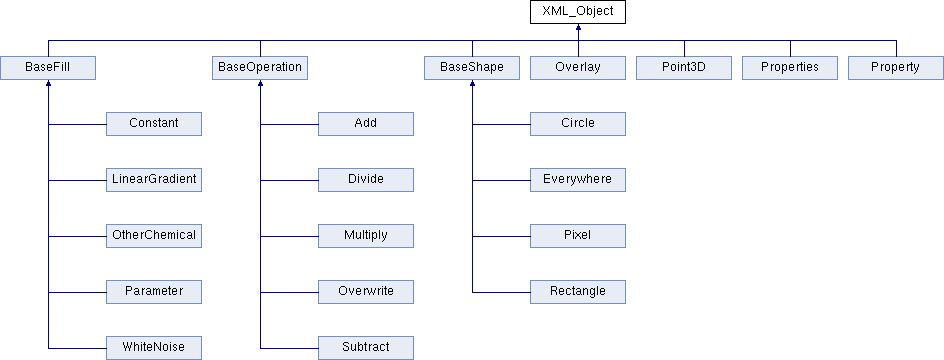 XML_Object
BaseFill
BaseOperation
BaseShape
Overlay
Point3D
Properties
Property
Constant
Add
Circle
LinearGradient
Divide
Everywhere
OtherChemical
Multiply
Pixel
Parameter
Overwrite
Rectangle
WhiteNoise
Subtract